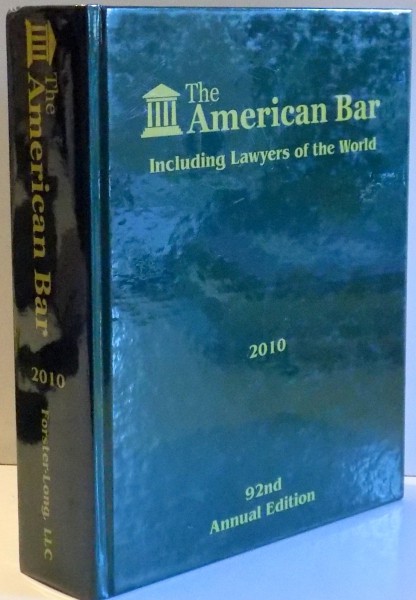 The
American Bar
2010
Forster-Long, LLC
The
American Bar
Including Lawyers of the World
2010
92nd
Annual Edition